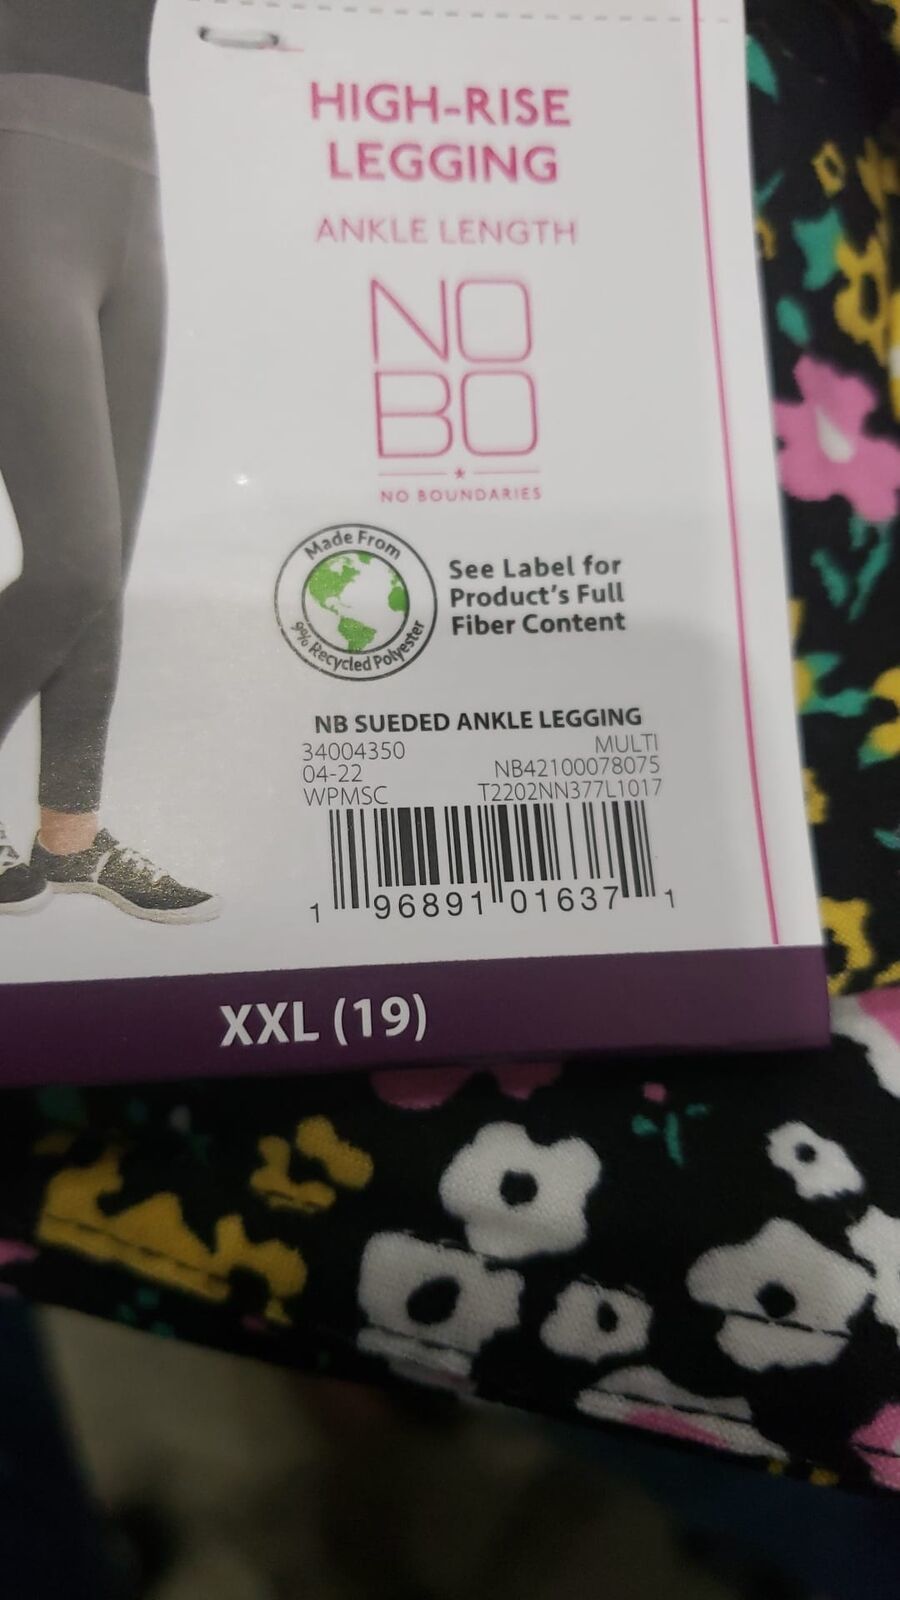 HIGH-RISE
LEGGING
ANKLE LENGTH
NO
BO
NO BOUNDARIES
Made From
9% Recycled Polyester
See Label for
Product's Full
Fiber Content
NB SUEDED ANKLE LEGGING
34004350 MULTI
04-22 NB42100078075
WPMSC T2202NN377L1017
1 96891 01637 1
XXL (19)